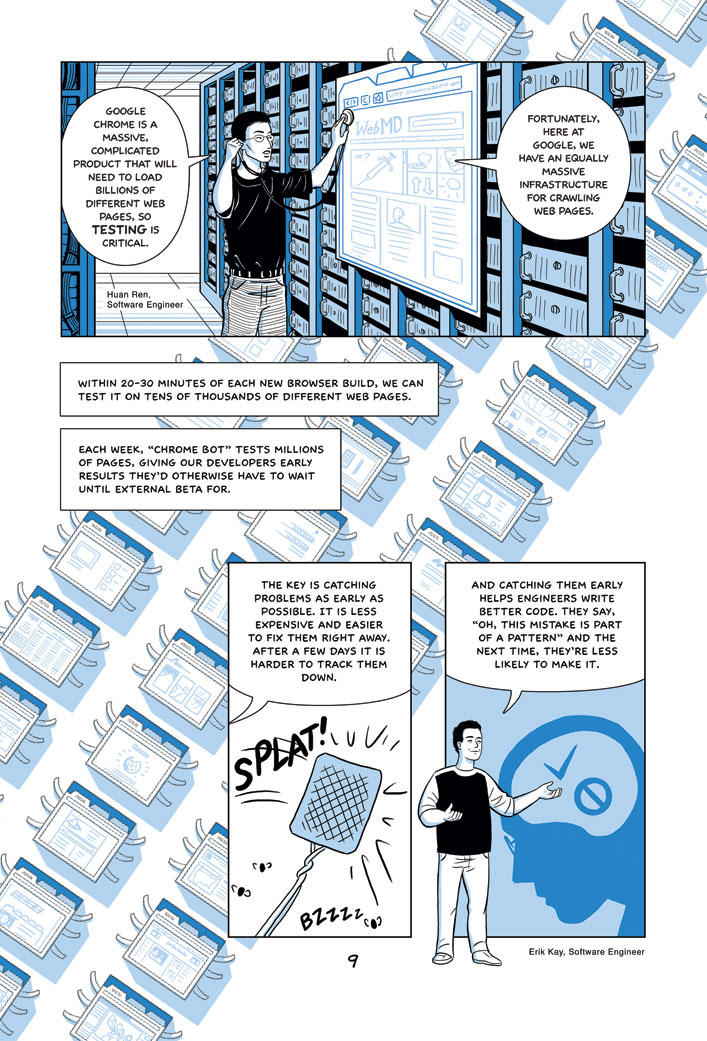 GOOGLE
CHROME IS A
MASSIVE,
COMPLICATED
PRODUCT THAT WILL
NEED TO LOAD
BILLIONS OF
DIFFERENT WEB
PAGES, SO
TESTING IS
CRITICAL.
WebMD
FORTUNATELY,
HERE AT
GOOGLE, WE
HAVE AN EQUALLY
MASSIVE
INFRASTRUCTURE
FOR CRAWLING
WEB PAGES.
Huan Ren,
Software Engineer
WITHIN 20-30 MINUTES OF EACH NEW BROWSER BUILD, WE CAN
TEST IT ON TENS OF THOUSANDS OF DIFFERENT WEB PAGES.
EACH WEEK, “CHROME BOT” TESTS MILLIONS
OF PAGES, GIVING OUR DEVELOPERS EARLY
RESULTS THEY’D OTHERWISE HAVE TO WAIT
UNTIL EXTERNAL BETA FOR.
THE KEY IS CATCHING
PROBLEMS AS EARLY AS
POSSIBLE. IT IS LESS
EXPENSIVE AND EASIER
TO FIX THEM RIGHT AWAY.
AFTER A FEW DAYS IT IS
HARDER TO TRACK THEM
DOWN.
SPLAT!
BZZZZ
AND CATCHING THEM EARLY
HELPS ENGINEERS WRITE
BETTER CODE. THEY SAY,
“OH, THIS MISTAKE IS PART
OF A PATTERN” AND THE
NEXT TIME, THEY’RE LESS
LIKELY TO MAKE IT.
Erik Kay, Software Engineer
9